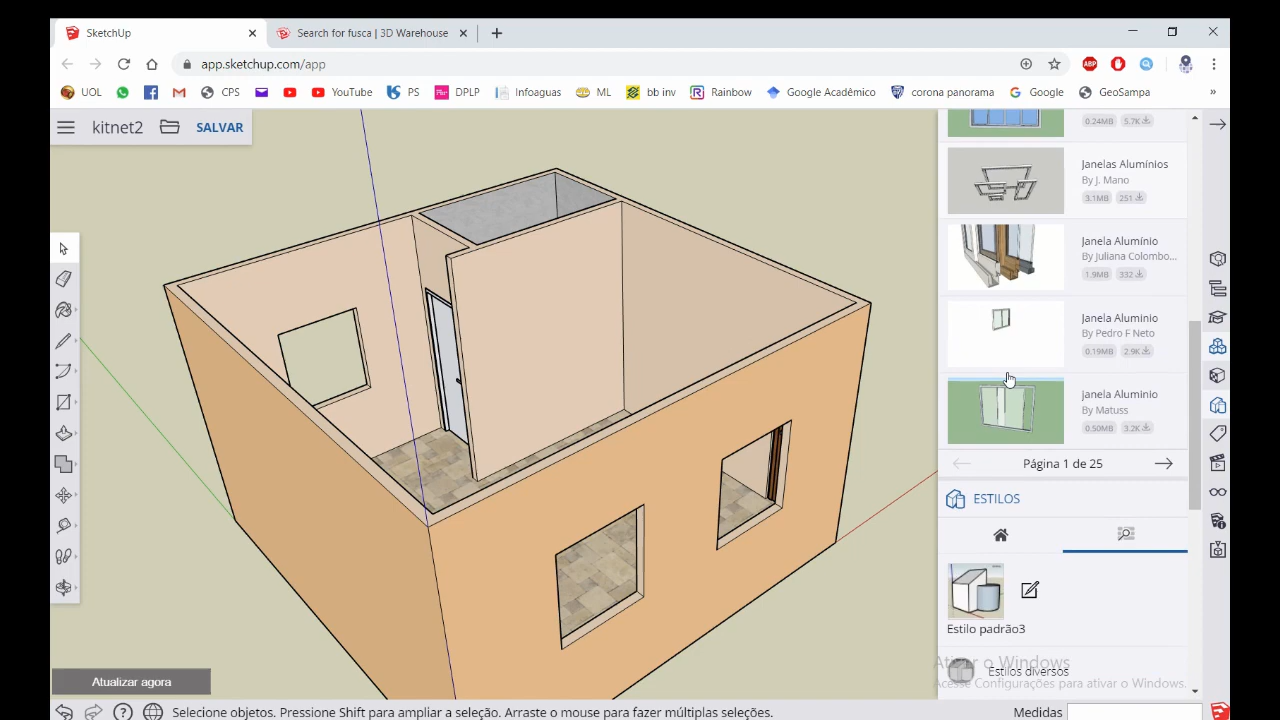 SketchUp
Search for fusca | 3D Warehouse
app.sketchup.com/app
UOL
CPS
YouTube
PS
DPLP
Infoaguas
ML
bb inv
Rainbow
Google Acadêmico
corona panorama
Google
GeoSampa
kitnet2
SALVAR
0.24MB 5.7K
Janelas Alumínios
By J. Mano
3.1MB 251
Janela Alumínio
By Juliana Colombo...
1.9MB 332
Janela Aluminio
By Pedro F Neto
0.19MB 2.9K
Janela Aluminio
By Matuss
0.50MB 3.2K
Página 1 de 25
ESTILOS
Estilo padrão3
Estilos diversos
Ativar o Windows
Acesse Configurações para ativar o Windows.
Atualizar agora
Selecione objetos. Pressione Shift para ampliar a seleção. Arraste o mouse para fazer múltiplas seleções.
Medidas